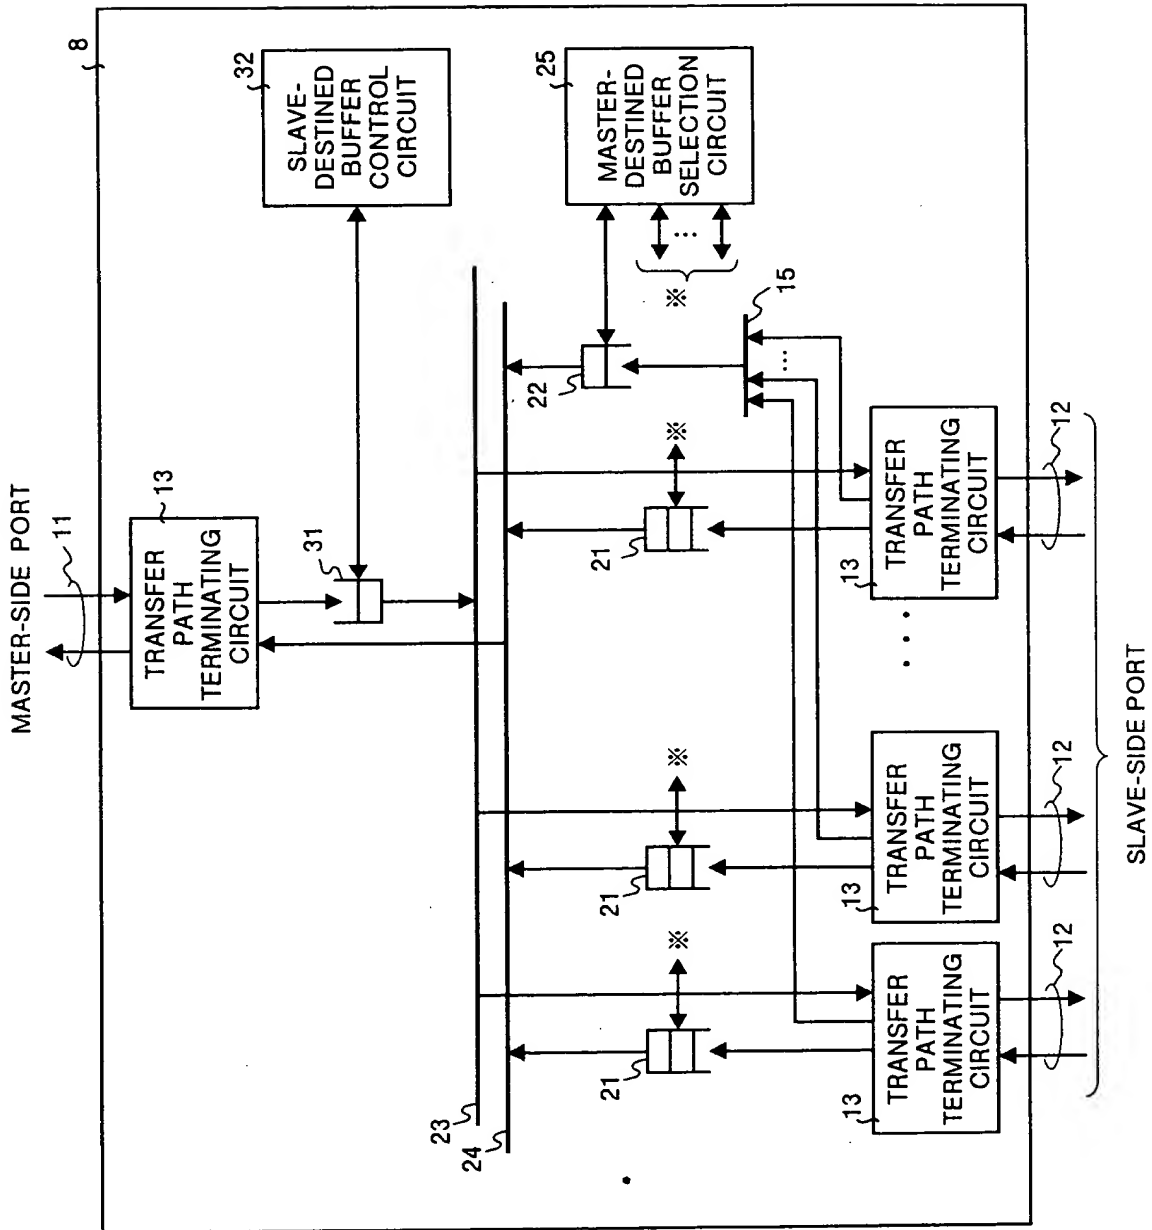 MASTER-SIDE PORT
11
8
TRANSFER
PATH
TERMINATING
CIRCUIT
13
31
32
SLAVE-
DESTINED
BUFFER
CONTROL
CIRCUIT
25
MASTER-
DESTINED
BUFFER
SELECTION
CIRCUIT
※
...
23
24
22
15
...
21
※
21
※
21
※
13
TRANSFER
PATH
TERMINATING
CIRCUIT
12
13
TRANSFER
PATH
TERMINATING
CIRCUIT
12
....
13
TRANSFER
PATH
TERMINATING
CIRCUIT
12
SLAVE-SIDE PORT